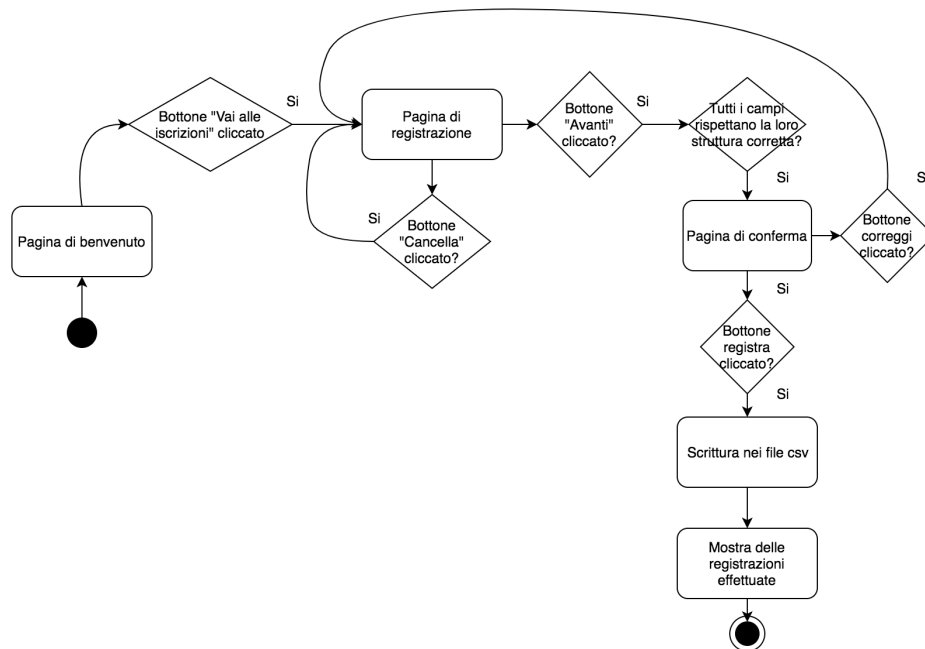 Bottone "Vai alle
iscrizioni" cliccato
Si
Pagina di
registrazione
Bottone
"Avanti"
cliccato?
Si
Tutti i campi
rispettano la loro
struttura corretta?
Si
Si
Pagina di benvenuto
Si
Bottone
"Cancella"
cliccato?
Pagina di conferma
Bottone
correggi
cliccato?
Si
Bottone
registra
cliccato?
Si
Scrittura nei file csv
Mostra delle
registrazioni
effettuate